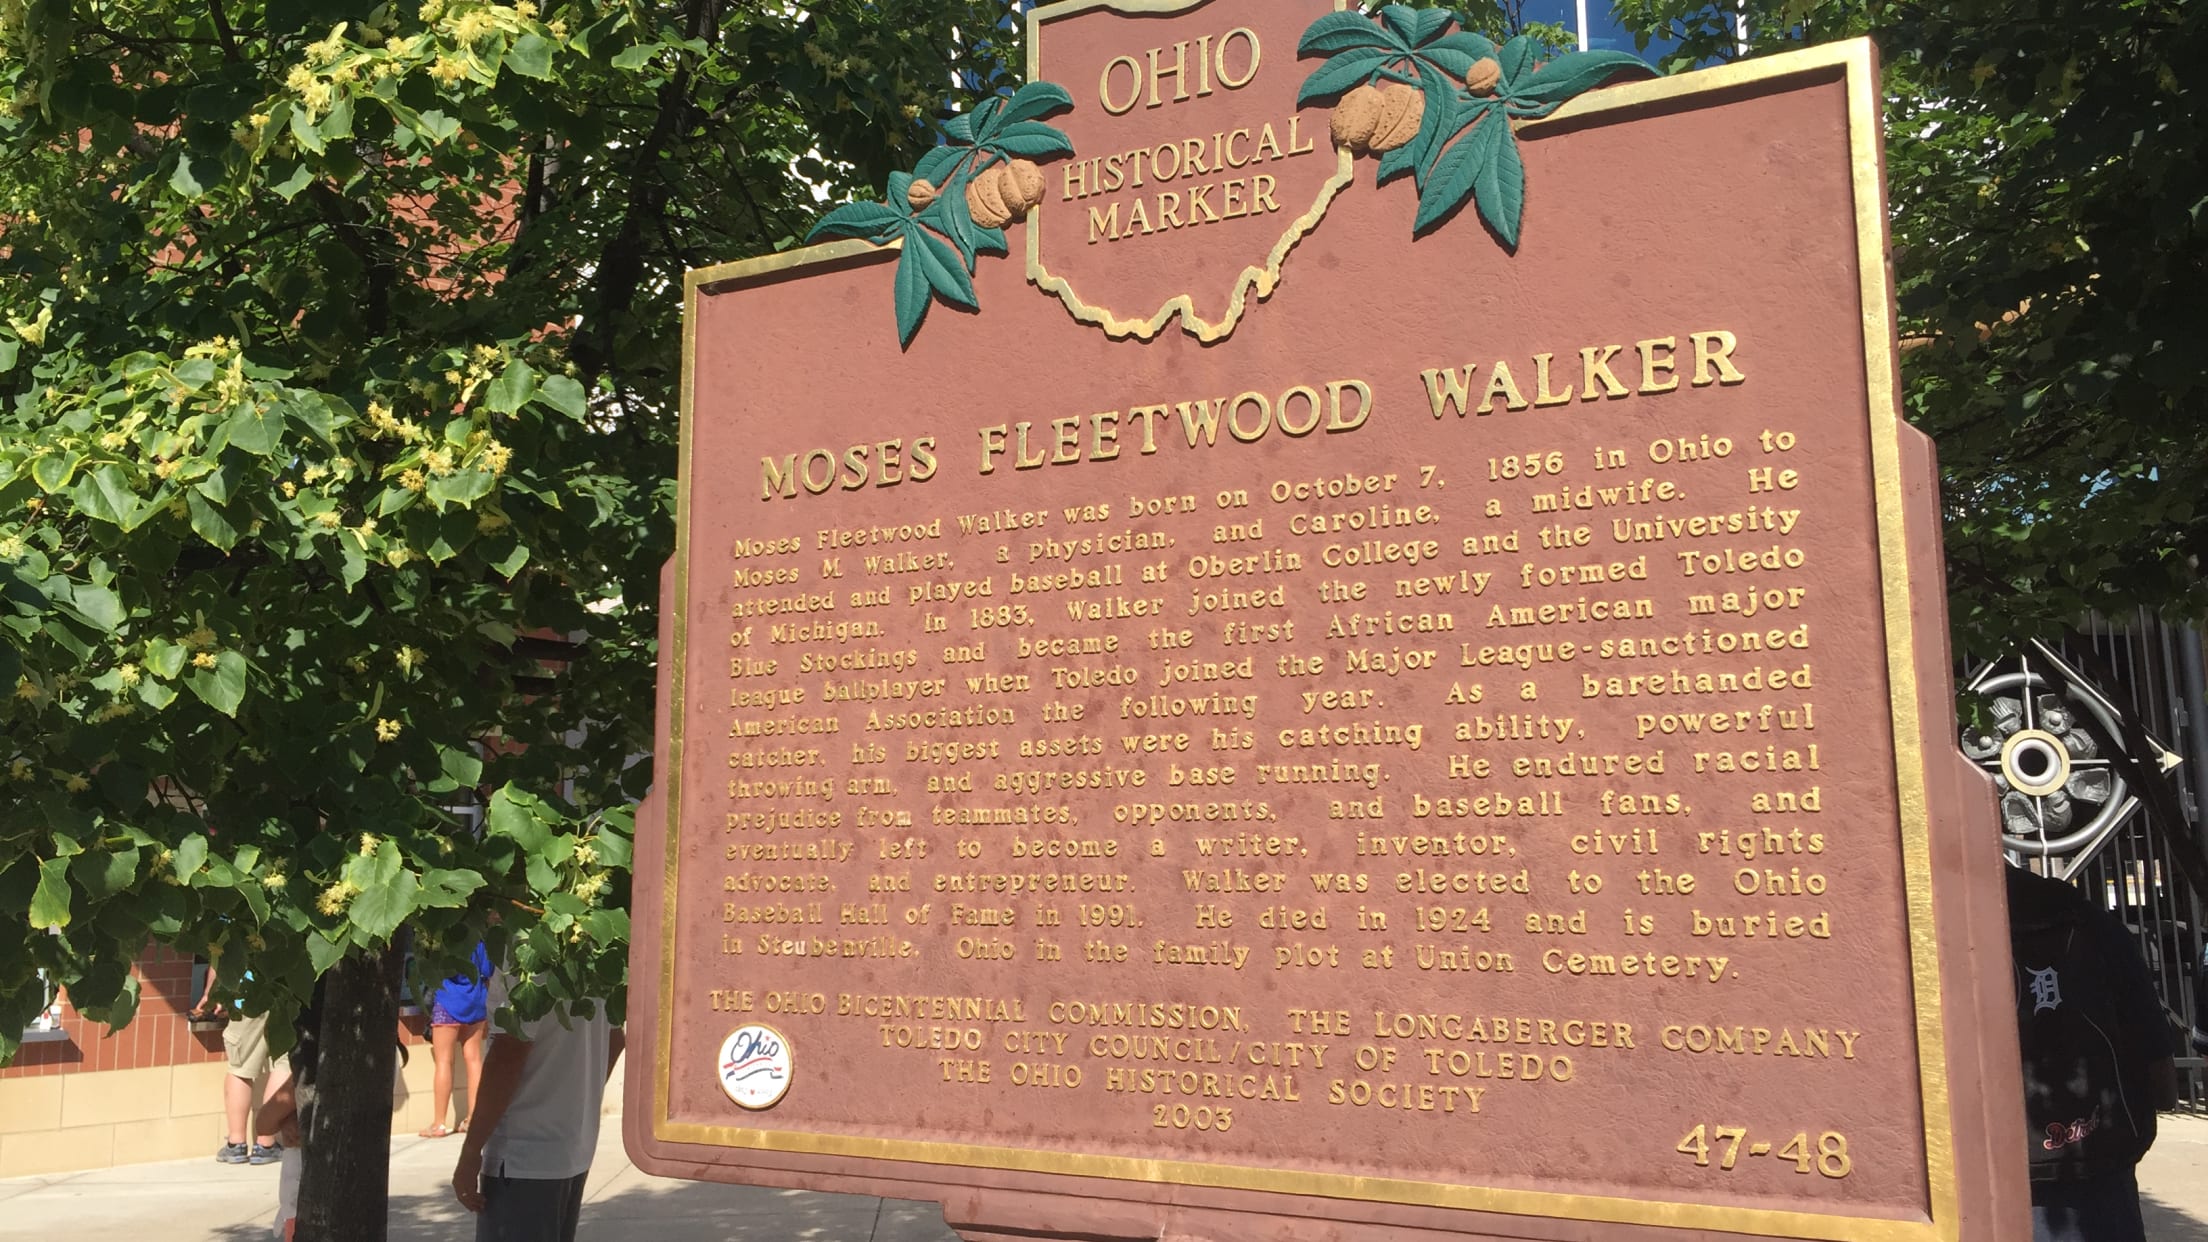 OHIO
HISTORICAL
MARKER
MOSES FLEETWOOD WALKER
Moses Fleetwood Walker was born on October 7, 1856 in Ohio to
Moses M. Walker, a physician, and Caroline, a midwife. He
attended and played baseball at Oberlin College and the University
of Michigan. In 1883, Walker joined the newly formed Toledo
Blue Stockings and became the first African American major
league ballplayer when Toledo joined the Major League-sanctioned
American Association the following year. As a barehanded
catcher, his biggest assets were his catching ability, powerful
throwing arm, and aggressive base running. He endured racial
prejudice from teammates, opponents, and baseball fans, and
eventually left to become a writer, inventor, civil rights
advocate, and entrepreneur. Walker was elected to the Ohio
Baseball Hall of Fame in 1991. He died in 1924 and is buried
in Steubenville, Ohio in the family plot at Union Cemetery.
THE OHIO BICENTENNIAL COMMISSION, THE LONGABERGER COMPANY
TOLEDO CITY COUNCIL/CITY OF TOLEDO
THE OHIO HISTORICAL SOCIETY
2003
47-48
Ohio
D
Detroit